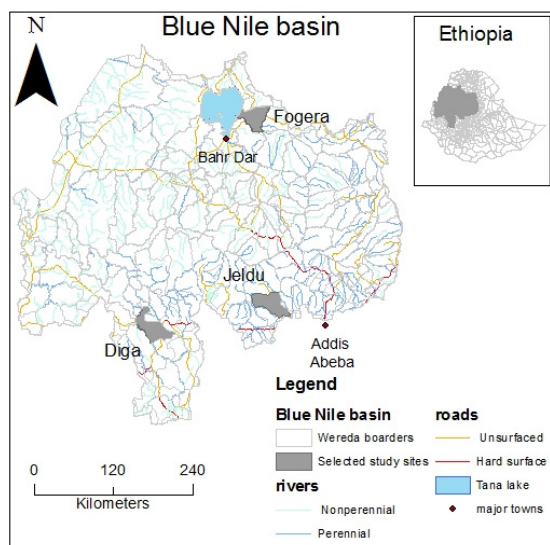 Blue Nile basin
N
Ethiopia
Fogera
Bahr Dar
Jeldu
Diga
Addis
Abeba
Legend
Blue Nile basin
Wereda boarders
Selected study sites
rivers
Nonperennial
Perennial
roads
Unsurfaced
Hard surface
Tana lake
major towns
0 120 240
Kilometers